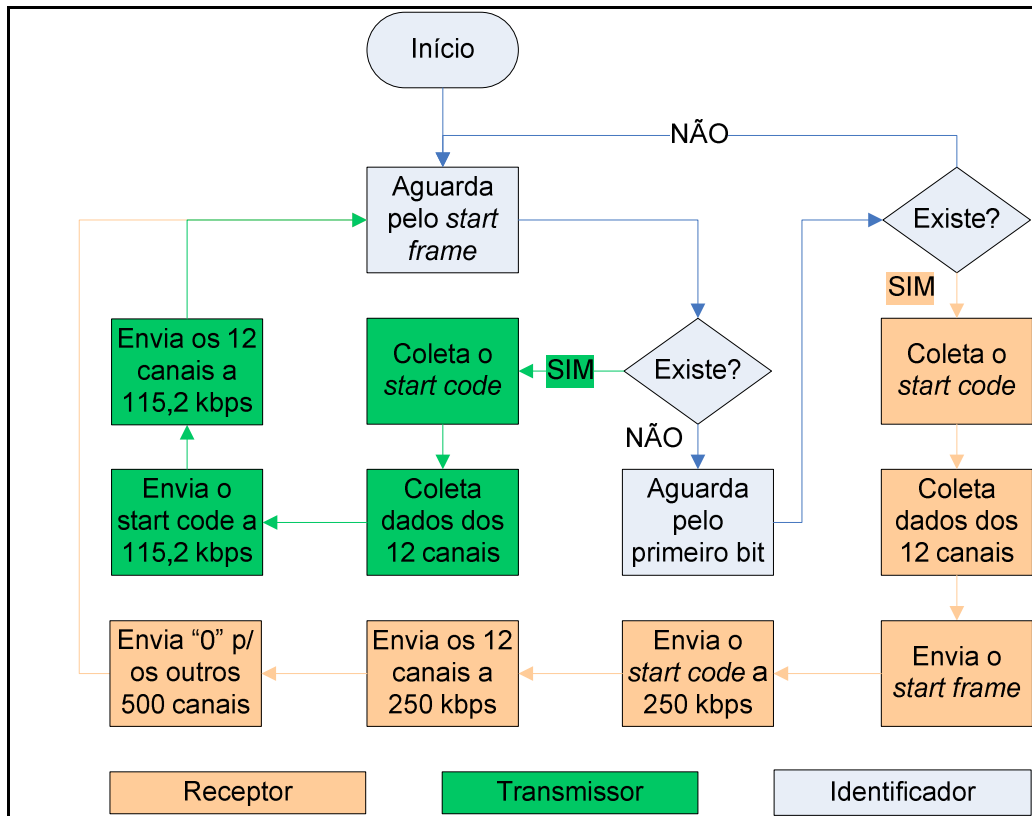 Início
NÃO
Aguarda
pelo start
frame
Existe?
SIM
Envia os 12
canais a
115,2 kbps
Coleta o
start code
SIM
Existe?
Coleta o
start code
NÃO
Envia o
start code a
115,2 kbps
Coleta
dados dos
12 canais
Aguarda
pelo
primeiro bit
Coleta
dados dos
12 canais
Envia “0” p/
os outros
500 canais
Envia os 12
canais a
250 kbps
Envia o
start code a
250 kbps
Envia o
start frame
Receptor
Transmissor
Identificador